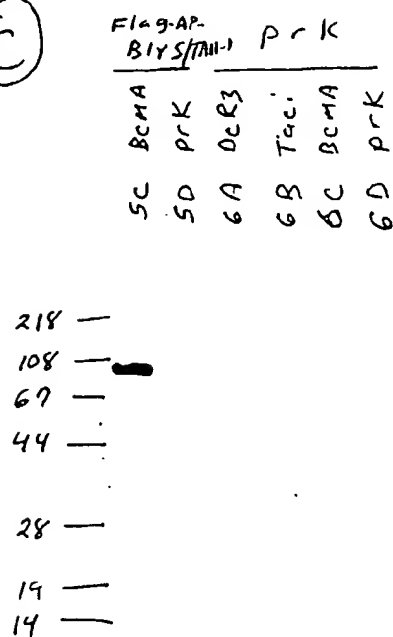 Flag-AP-
BlyS/TAll-1 prK
5C BCMA
5D prK
6A DcR3
6B Taci
6C BCMA
6D prK
218
108
67
44
28
19
14